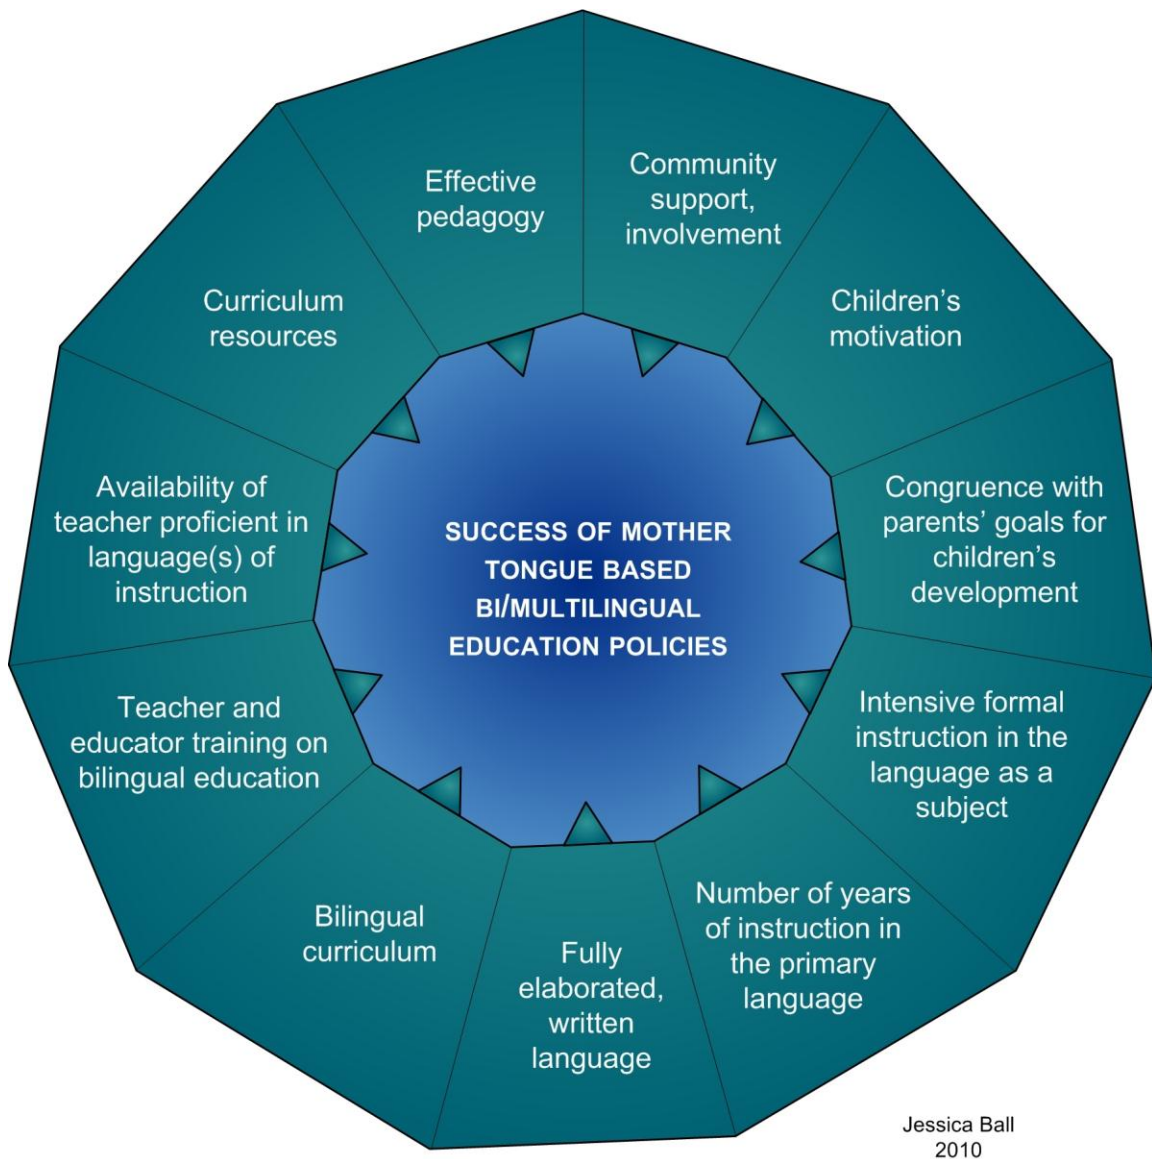 Effective
pedagogy
Community
support,
involvement
Curriculum
resources
Children’s
motivation
Availability of
teacher proficient in
language(s) of
instruction
SUCCESS OF MOTHER
TONGUE BASED
BI/MULTILINGUAL
EDUCATION POLICIES
Congruence with
parents’ goals for
children’s
development
Teacher and
educator training on
bilingual education
Intensive formal
instruction in the
language as a
subject
Bilingual
curriculum
Fully
elaborated,
written
language
Number of years
of instruction in
the primary
language
Jessica Ball
2010